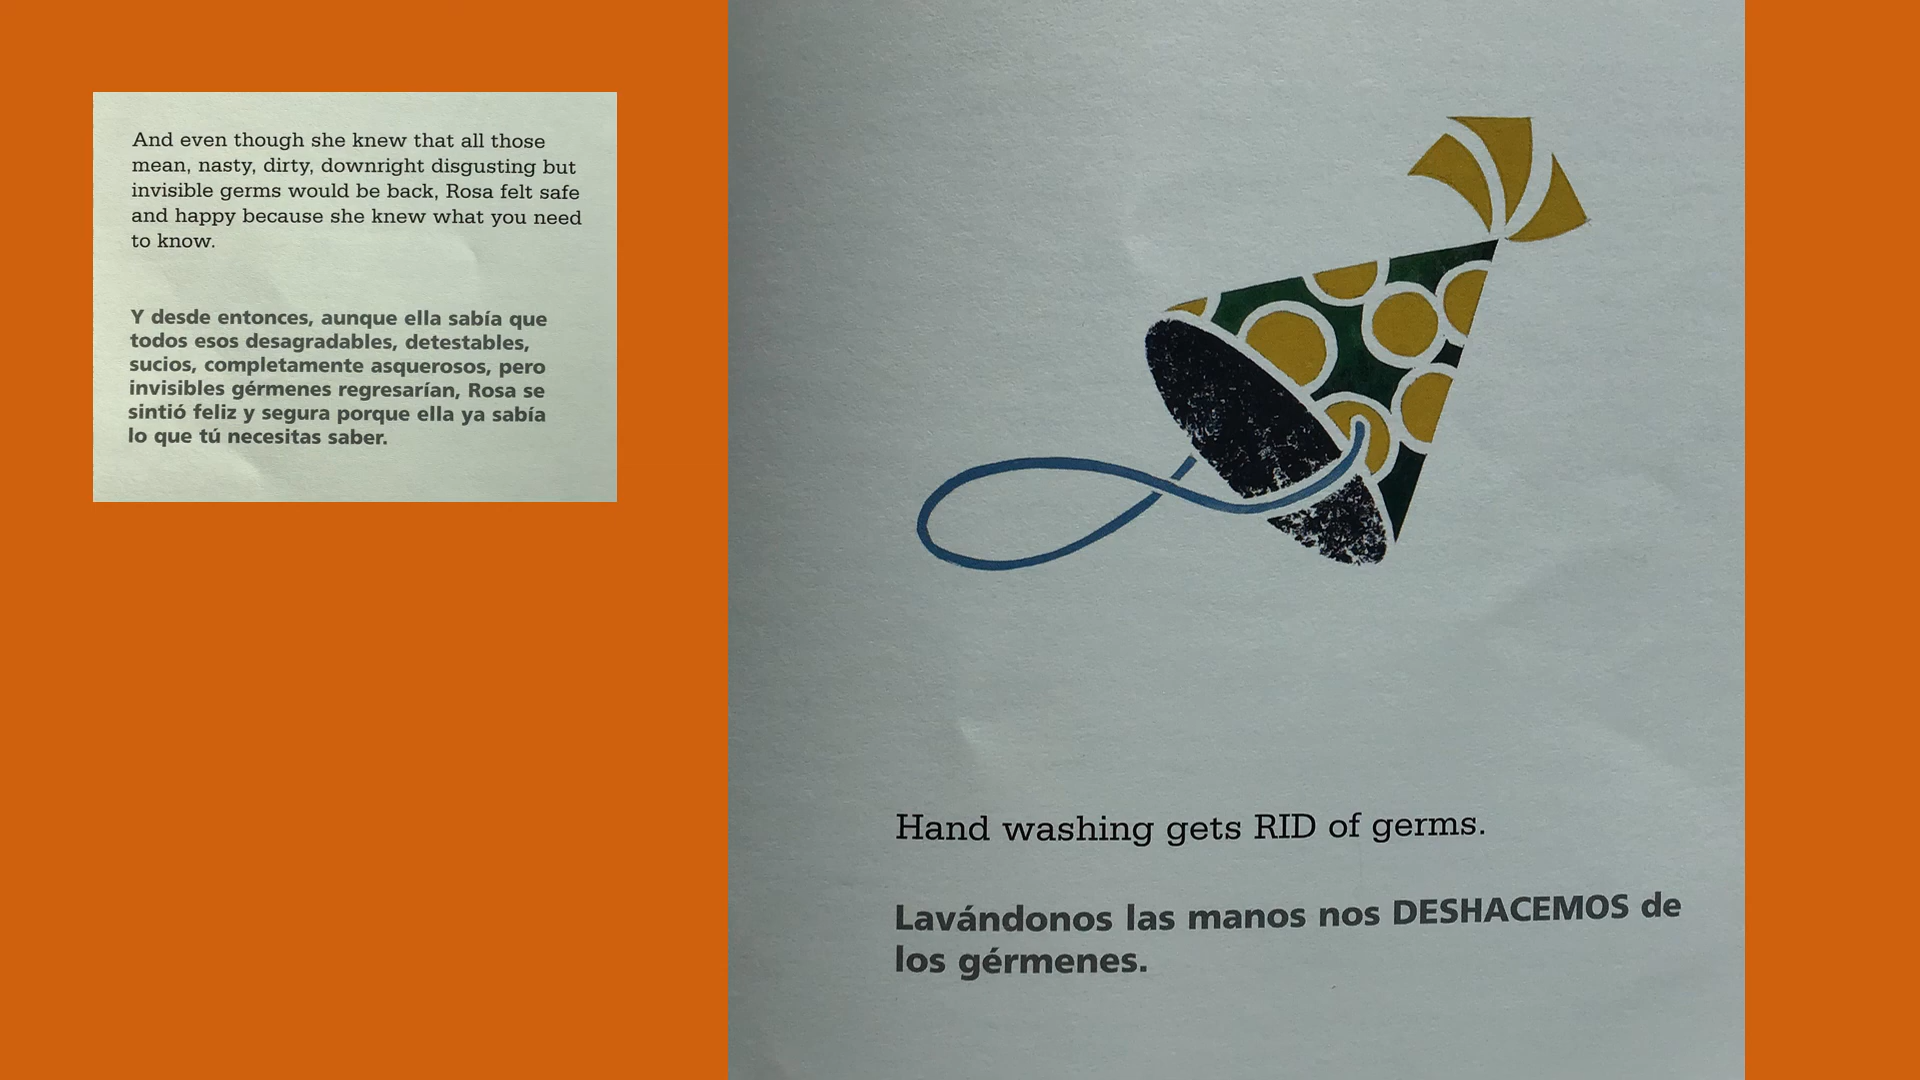 And even though she knew that all those
mean, nasty, dirty, downright disgusting but
invisible germs would be back, Rosa felt safe
and happy because she knew what you need
to know.
Y desde entonces, aunque ella sabía que
todos esos desagradables, detestables,
sucios, completamente asquerosos, pero
invisibles gérmenes regresarían, Rosa se
sintió feliz y segura porque ella ya sabía
lo que tú necesitas saber.
Hand washing gets RID of germs.
Lavándonos las manos nos DESHACEMOS de
los gérmenes.